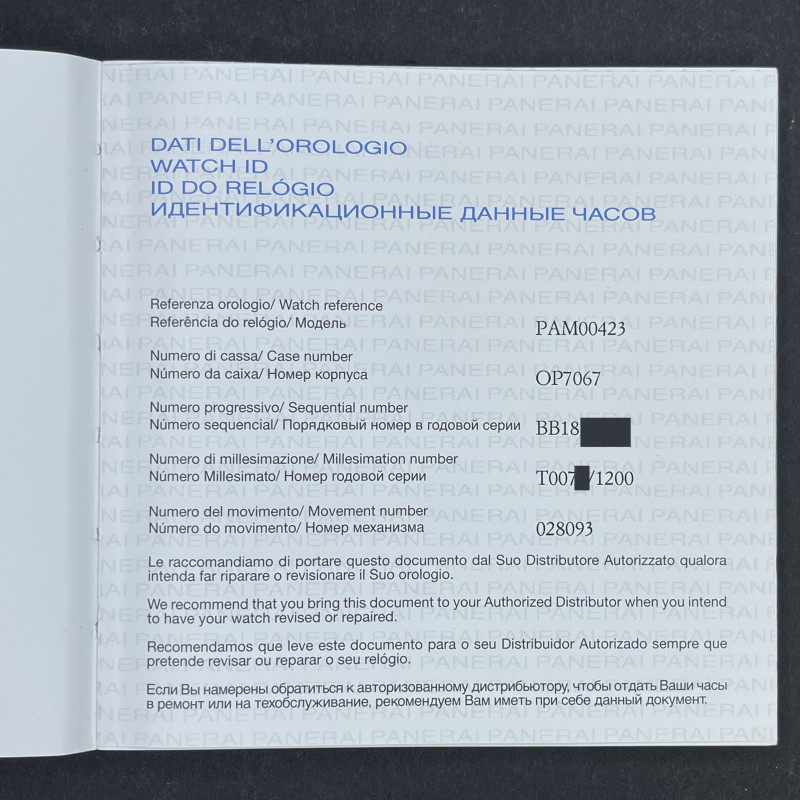 DATI DELL'OROLOGIO
WATCH ID
ID DO RELÓGIO
ИДЕНТИФИКАЦИОННЫЕ ДАННЫЕ ЧАСОВ
Referenza orologio/ Watch reference
Referência do relógio/ Модель PAM00423
Numero di cassa/ Case number
Número da caixa/ Номер корпуса OP7067
Numero progressivo/ Sequential number
Número sequencial/ Порядковый номер в годовой серии BB18
Numero di millesimazione/ Millesimation number
Número Millesimato/ Номер годовой серии T007 /1200
Numero del movimento/ Movement number
Número do movimento/ Номер механизма 028093
Le raccomandiamo di portare questo documento dal Suo Distributore Autorizzato qualora
intenda far riparare o revisionare il Suo orologio.
We recommend that you bring this document to your Authorized Distributor when you intend
to have your watch revised or repaired.
Recomendamos que leve este documento para o seu Distribuidor Autorizado sempre que
pretende revisar ou reparar o seu relógio.
Если Вы намерены обратиться к авторизованному дистрибьютору, чтобы отдать Ваши часы
в ремонт или на техобслуживание, рекомендуем Вам иметь при себе данный документ.